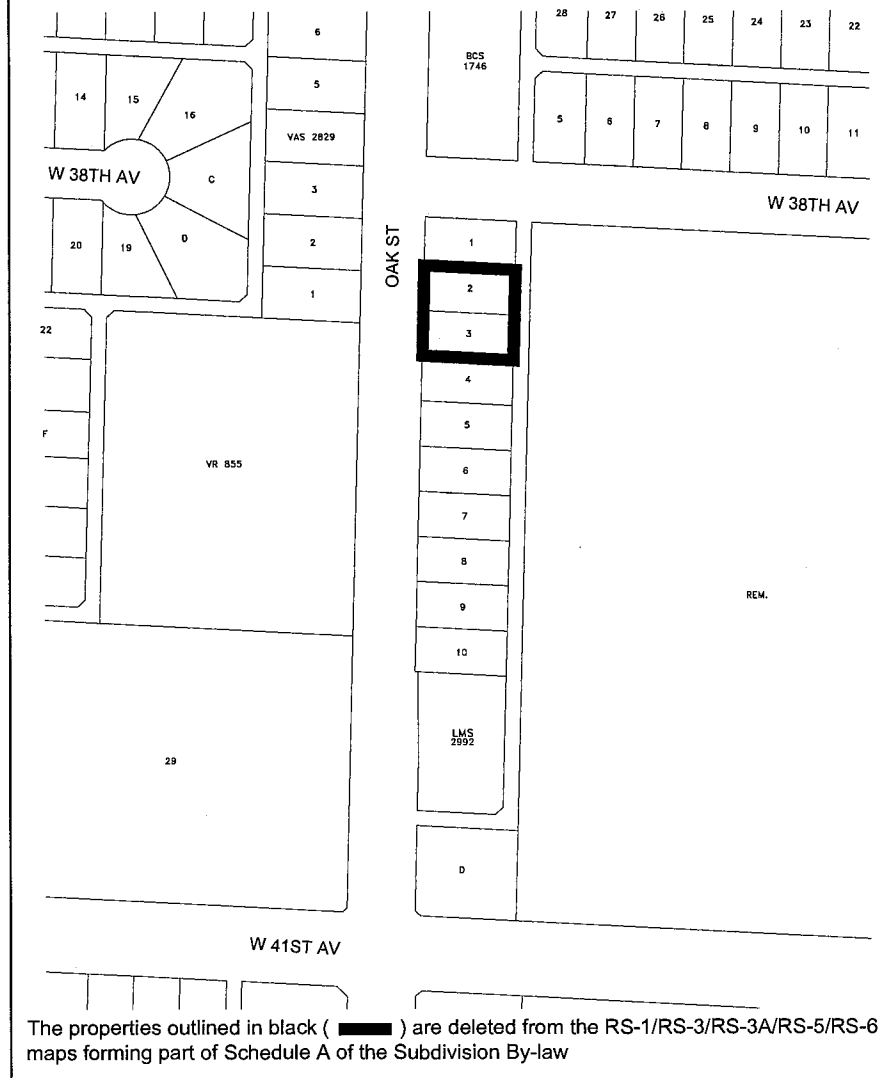 6
28 27 26 25 24 23 22
BCS
1746
5
14 15 16
VAS 2829
5 6 7 8 9 10 11
W 38TH AV
C
3
W 38TH AV
20 19 D
2
OAK ST
1
1
2
22
3
4
F
5
VR 855
6
7
8
REM.
9
10
LMS
2992
29
D
W 41ST AV
The properties outlined in black ( ) are deleted from the RS-1/RS-3/RS-3A/RS-5/RS-6
maps forming part of Schedule A of the Subdivision By-law